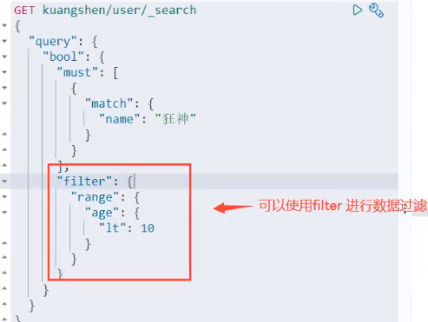 GET kuangshen/user/_search
{
"query": {
"bool": {
"must": [
{
"match": {
"name": "狂神"
}
}
],
"filter": {
"range": {
"age": {
"lt": 10
}
}
}
}
}
}
可以使用filter 进行数据过滤